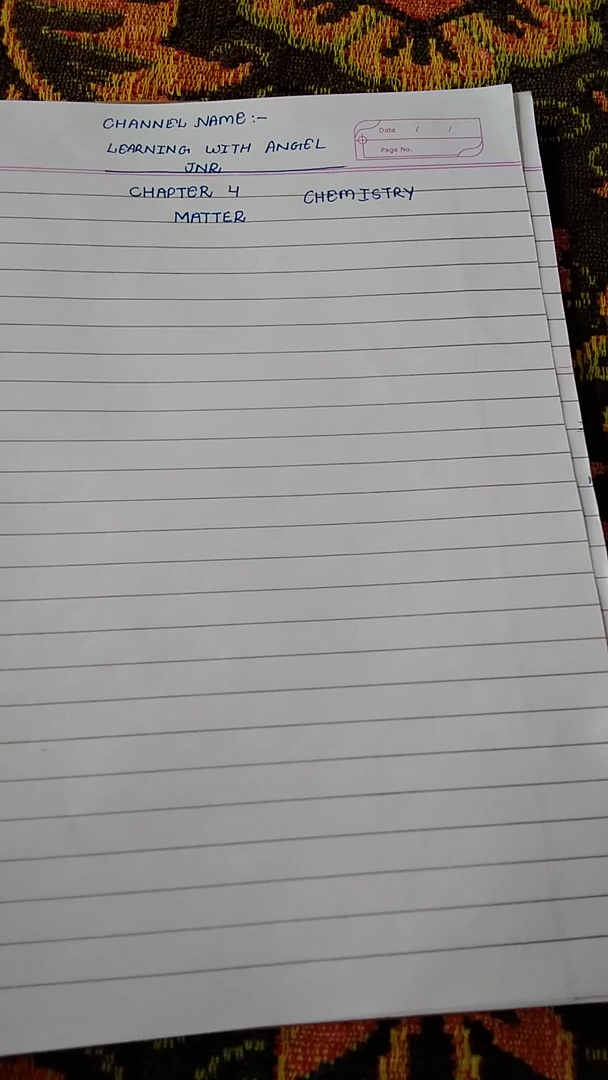 CHANNEL NAME :-
LEARNING WITH ANGEL
JNR
Date / /
Page No.
CHAPTER 4 CHEMISTRY
MATTER